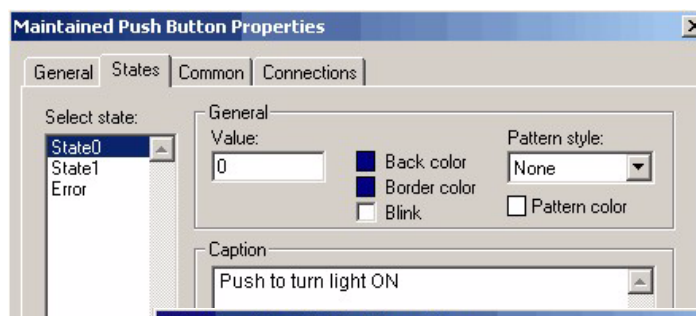 Maintained Push Button Properties
General States Common Connections
Select state:
State0
State1
Error
General
Value:
0
Back color
Border color
Blink
Pattern style:
None
Pattern color
Caption
Push to turn light ON